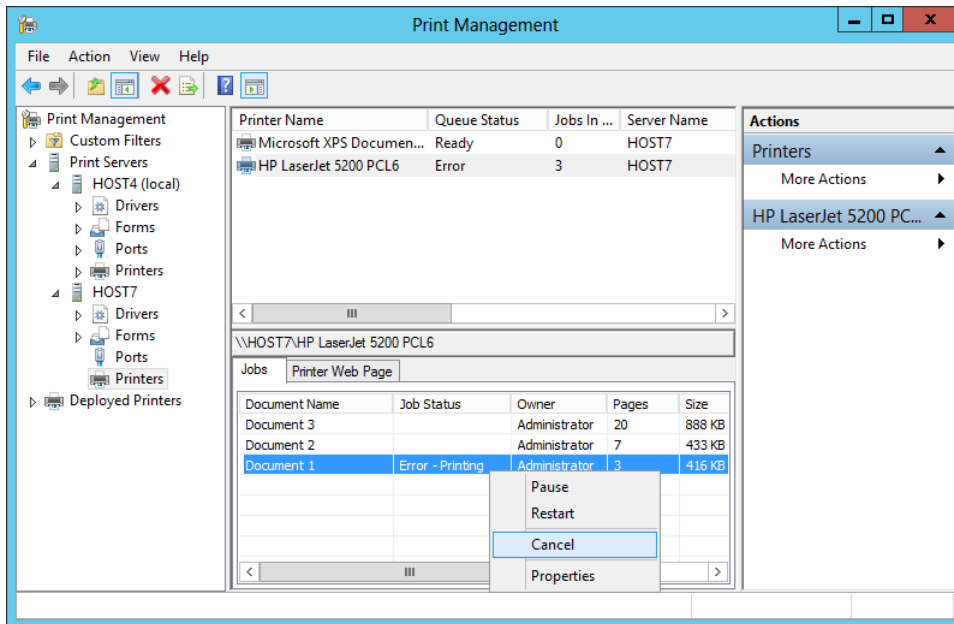 Print Management
File Action View Help
Print Management
Custom Filters
Print Servers
HOST4 (local)
Drivers
Forms
Ports
Printers
HOST7
Drivers
Forms
Ports
Printers
Deployed Printers
Printer Name Queue Status Jobs In ... Server Name
Microsoft XPS Documen... Ready 0 HOST7
HP LaserJet 5200 PCL6 Error 3 HOST7
\\HOST7\HP LaserJet 5200 PCL6
Jobs Printer Web Page
Document Name Job Status Owner Pages Size
Document 3 Administrator 20 888 KB
Document 2 Administrator 7 433 KB
Document 1 Error - Printing Administrator 3 416 KB
Pause
Restart
Cancel
Properties
Actions
Printers
More Actions
HP LaserJet 5200 PC...
More Actions